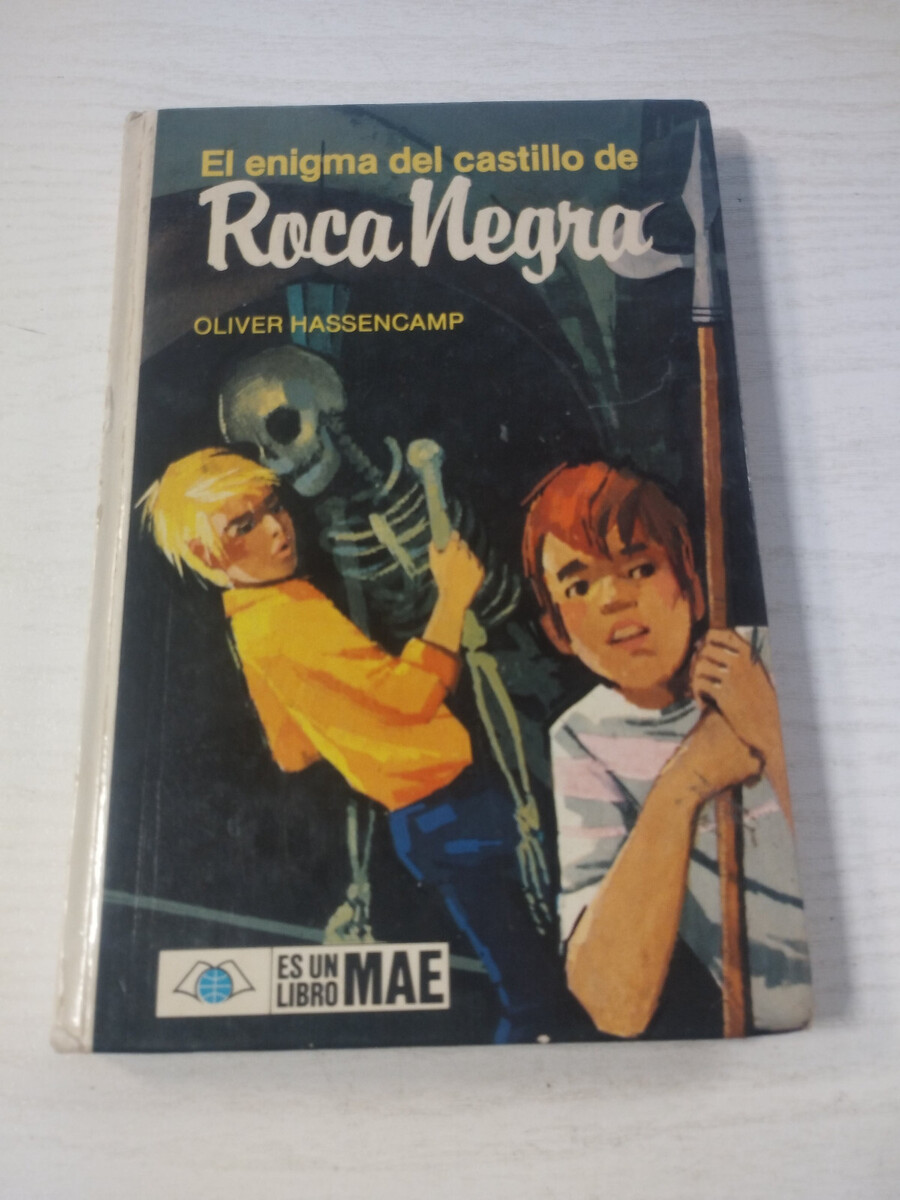 El enigma del castillo de
Roca Negra
OLIVER HASSENCAMP
ES UN
LIBRO MAE